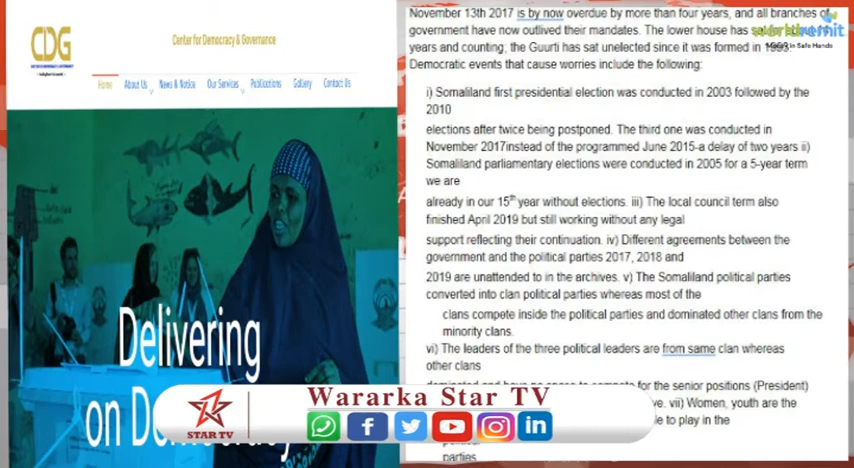 CDG
Center for Democracy & Governance
Home
About Us
News & Notice
Our Services
Publications
Gallery
Contact Us
Delivering
on De
November 13th 2017 is by now overdue by more than four years, and all branches of
government have now outlived their mandates. The lower house has
years and counting; the Guurti has sat unelected since it was formed in 1993.
Democratic events that cause worries include the following:
i) Somaliland first presidential election was conducted in 2003 followed by the
2010
elections after twice being postponed. The third one was conducted in
November 2017instead of the programmed June 2015-a delay of two years ii)
Somaliland parliamentary elections were conducted in 2005 for a 5-year term
we are
already in our 15th year without elections. iii) The local council term also
finished April 2019 but still working without any legal
support reflecting their continuation. iv) Different agreements between the
government and the political parties 2017, 2018 and
2019 are unattended to in the archives. v) The Somaliland political parties
converted into clan political parties whereas most of the
clans compete inside the political parties and dominated other clans from the
minority clans.
vi) The leaders of the three political leaders are from same clan whereas
other clans
for the senior positions (President)
vii) Women, youth are the
to play in the
parties
worldremit
in Safe Hands
STAR TV
Wararka Star TV